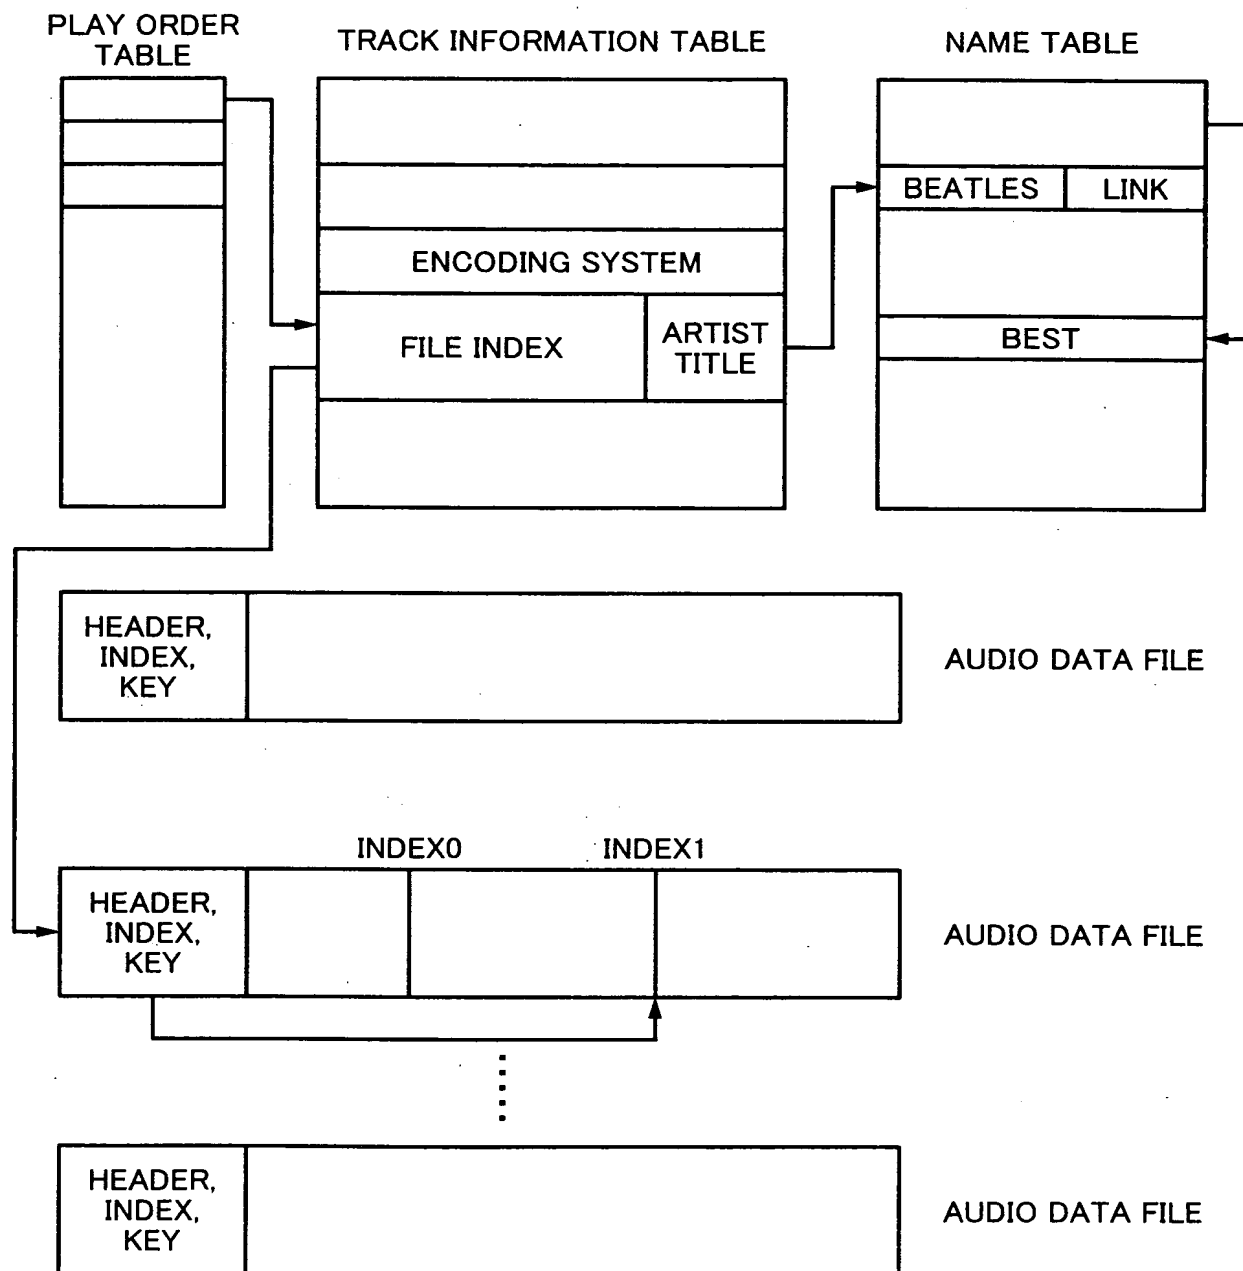 PLAY ORDER
TABLE
TRACK INFORMATION TABLE
NAME TABLE
BEATLES
LINK
ENCODING SYSTEM
FILE INDEX
ARTIST
TITLE
BEST
HEADER,
INDEX,
KEY
AUDIO DATA FILE
INDEX0
INDEX1
HEADER,
INDEX,
KEY
AUDIO DATA FILE
HEADER,
INDEX,
KEY
AUDIO DATA FILE